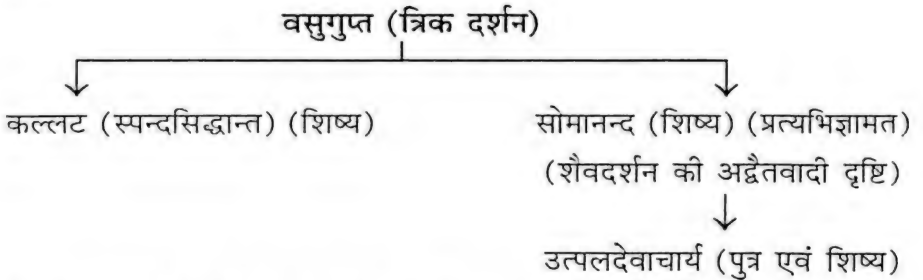 वसुगुप्त (त्रिक दर्शन)
कल्लट (स्पन्दसिद्धान्त) (शिष्य)
सोमानन्द (शिष्य) (प्रत्यभिज्ञामत)
(शैवदर्शन की अद्वैतवादी दृष्टि)
उत्पलदेवाचार्य (पुत्र एवं शिष्य)